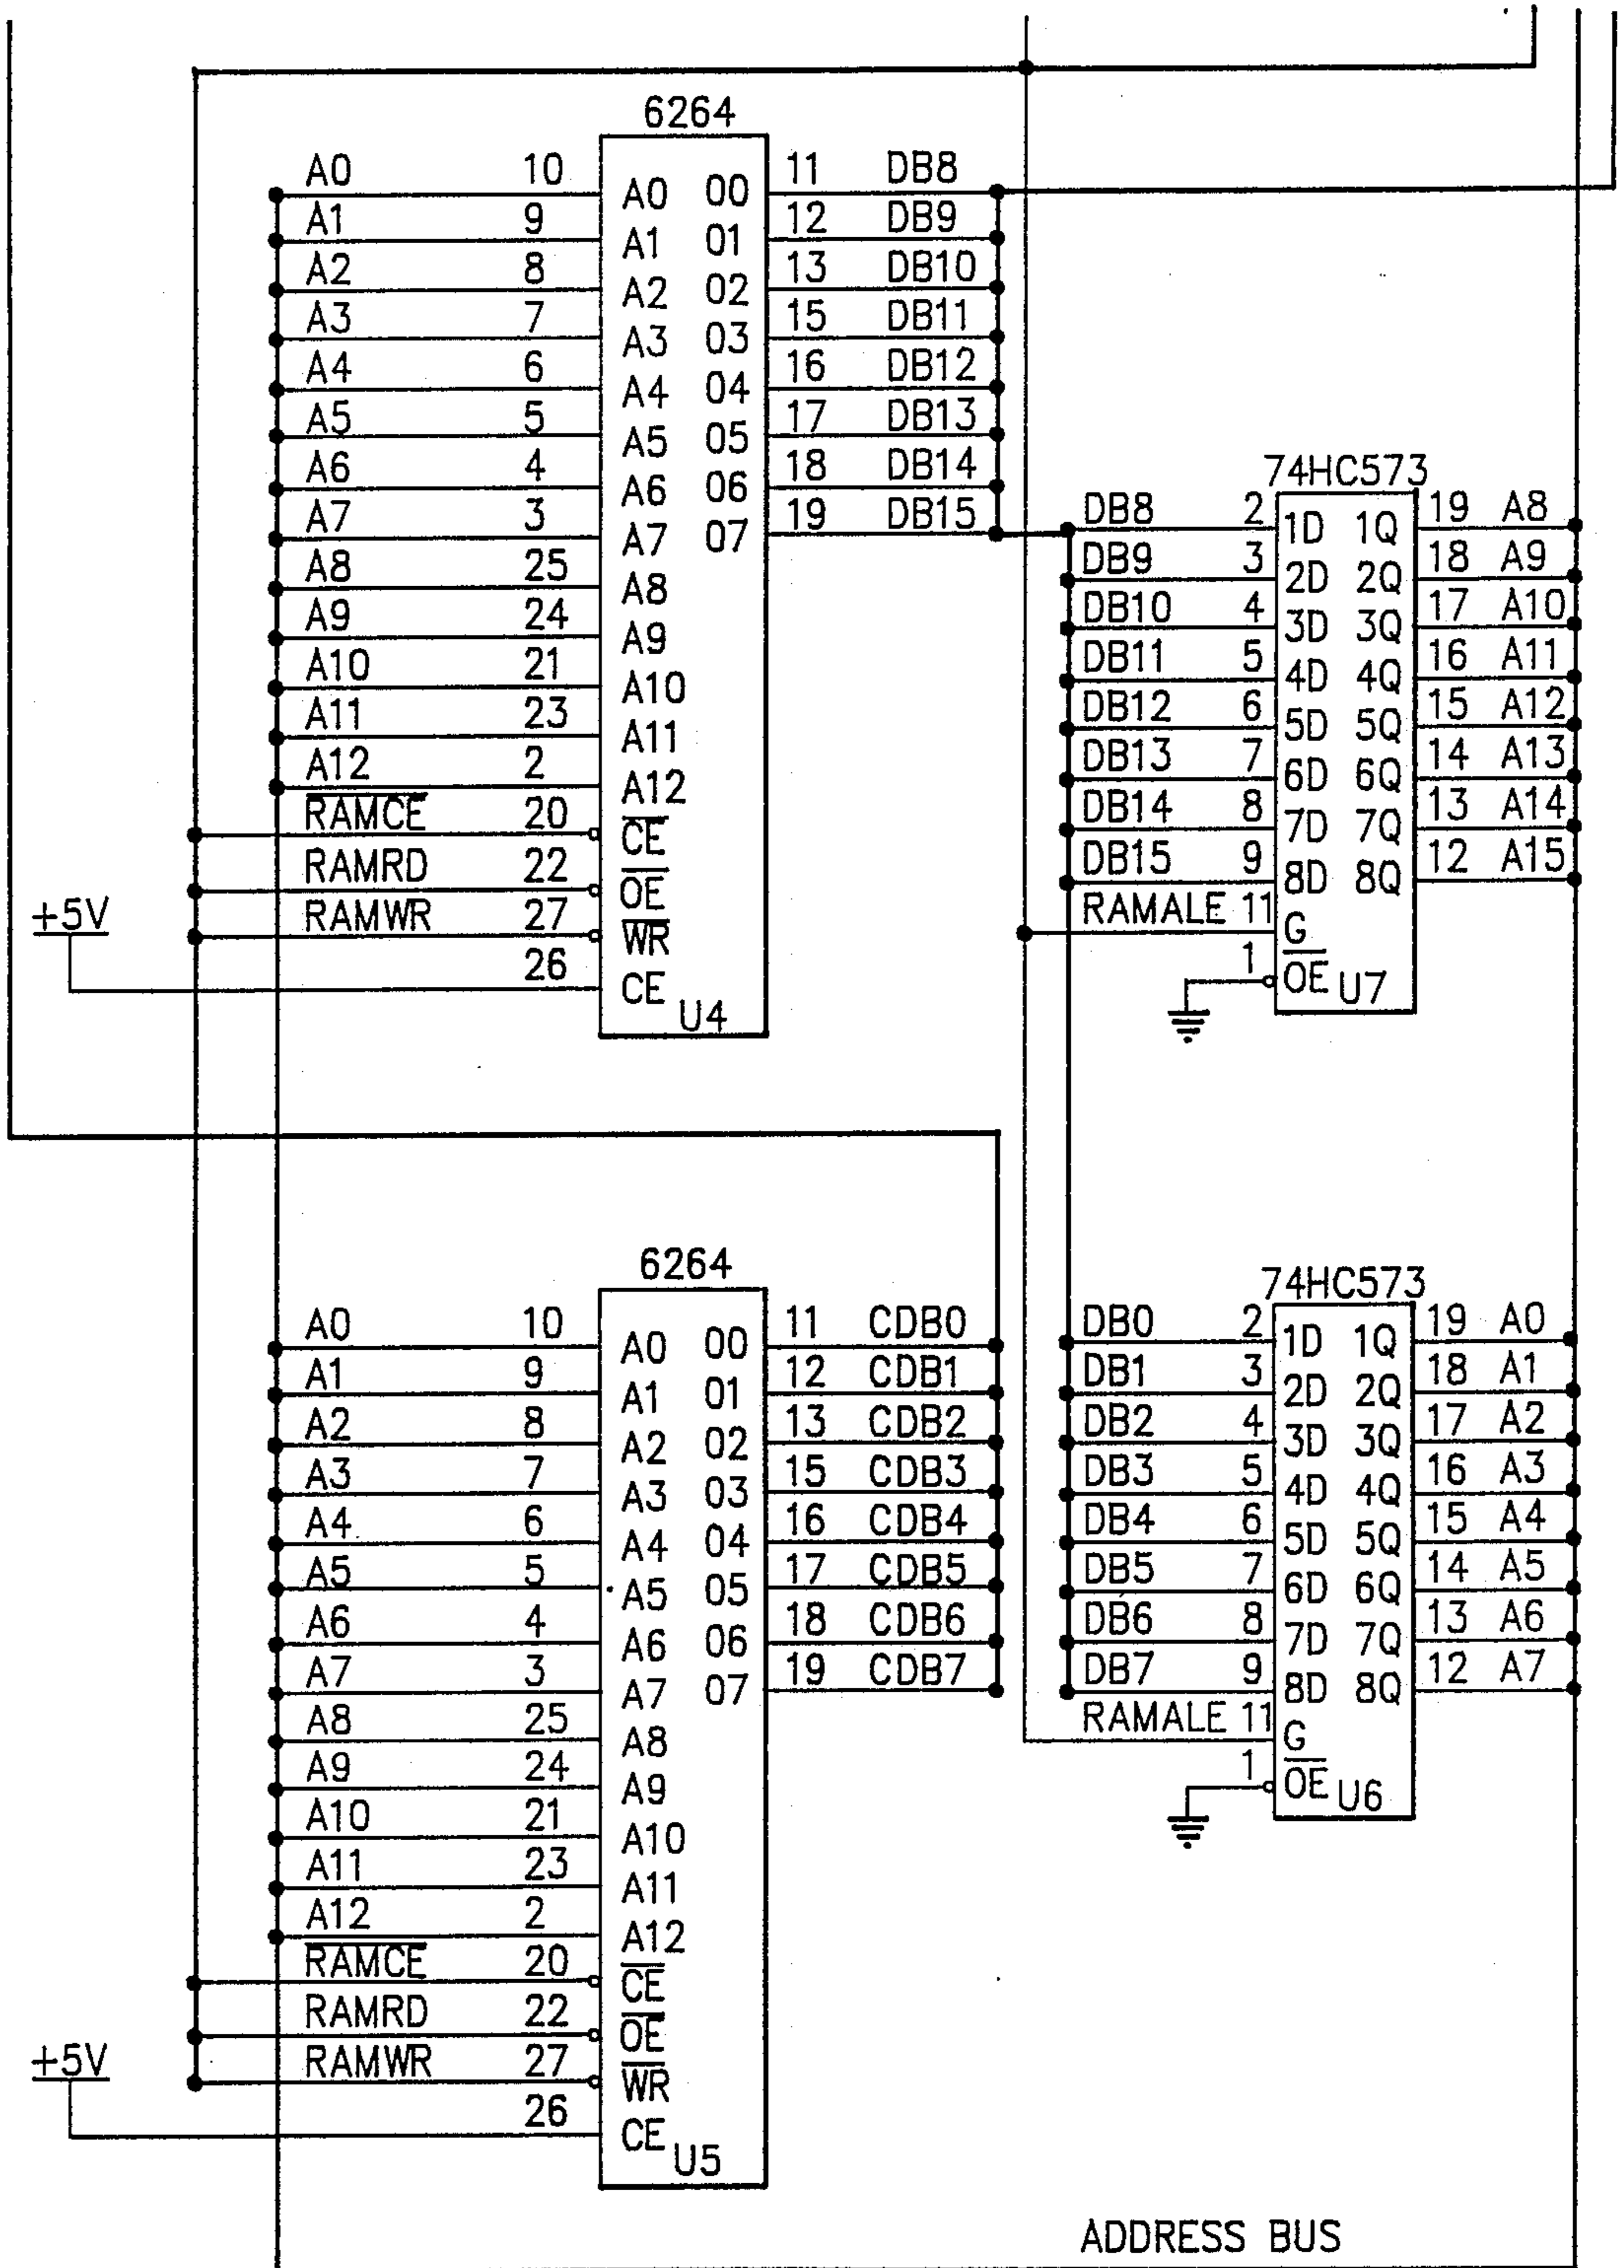 6264
A0 10 A0 00 11 DB8
A1 9 A1 01 12 DB9
A2 8 A2 02 13 DB10
A3 7 A3 03 15 DB11
A4 6 A4 04 16 DB12
A5 5 A5 05 17 DB13
A6 4 A6 06 18 DB14
A7 3 A7 07 19 DB15
A8 25 A8
A9 24 A9
A10 21 A10
A11 23 A11
A12 2 A12
RAMCE 20 CE
RAMRD 22 OE
RAMWR 27 WR
+5V 26 CE
U4
74HC573
DB8 2 1D 1Q 19 A8
DB9 3 2D 2Q 18 A9
DB10 4 3D 3Q 17 A10
DB11 5 4D 4Q 16 A11
DB12 6 5D 5Q 15 A12
DB13 7 6D 6Q 14 A13
DB14 8 7D 7Q 13 A14
DB15 9 8D 8Q 12 A15
RAMALE 11 G
1 OE U7
6264
A0 10 A0 00 11 CDB0
A1 9 A1 01 12 CDB1
A2 8 A2 02 13 CDB2
A3 7 A3 03 15 CDB3
A4 6 A4 04 16 CDB4
A5 5 A5 05 17 CDB5
A6 4 A6 06 18 CDB6
A7 3 A7 07 19 CDB7
A8 25 A8
A9 24 A9
A10 21 A10
A11 23 A11
A12 2 A12
RAMCE 20 CE
RAMRD 22 OE
RAMWR 27 WR
+5V 26 CE
U5
74HC573
DB0 2 1D 1Q 19 A0
DB1 3 2D 2Q 18 A1
DB2 4 3D 3Q 17 A2
DB3 5 4D 4Q 16 A3
DB4 6 5D 5Q 15 A4
DB5 7 6D 6Q 14 A5
DB6 8 7D 7Q 13 A6
DB7 9 8D 8Q 12 A7
RAMALE 11 G
1 OE U6
ADDRESS BUS